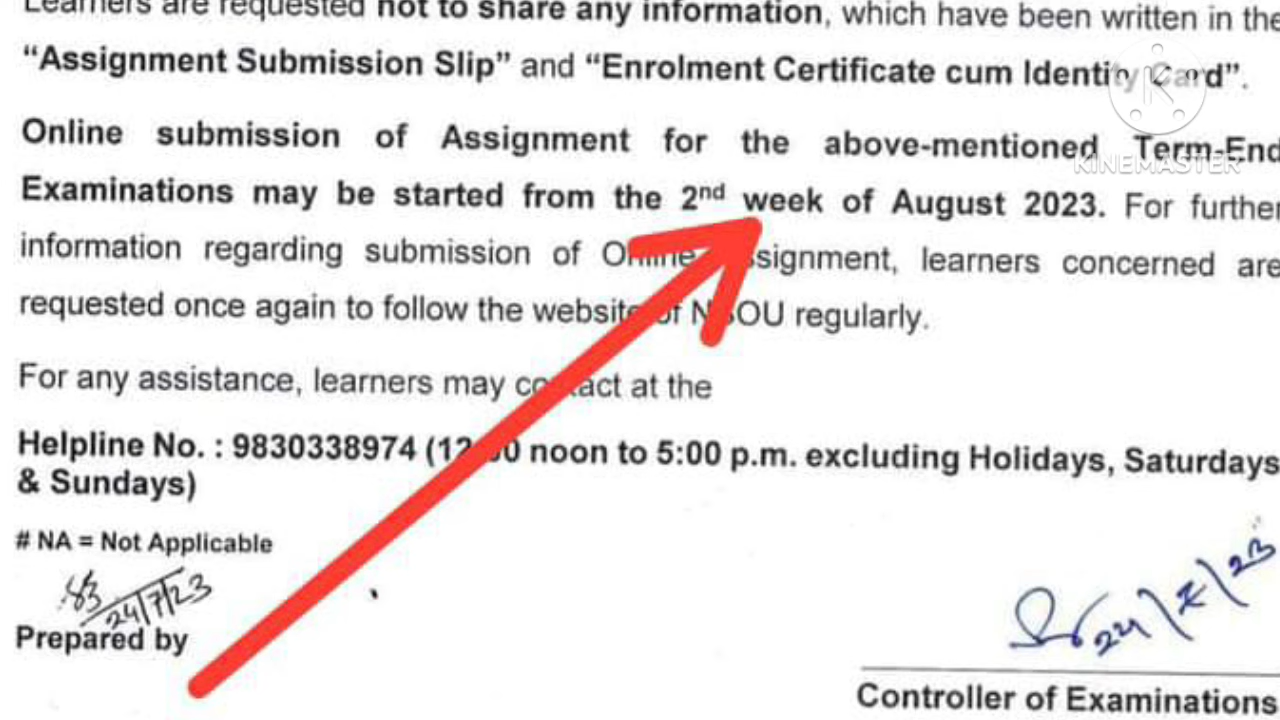 Learners are requested not to share any information, which have been written in the
“Assignment Submission Slip” and “Enrolment Certificate cum Identity Card”.
Online submission of Assignment for the above-mentioned Term-End
KINEMASTER
Examinations may be started from the 2nd week of August 2023. For further
information regarding submission of Online Assignment, learners concerned are
requested once again to follow the website of NSOU regularly.
For any assistance, learners may contact at the
Helpline No. : 9830338974 (12:00 noon to 5:00 p.m. excluding Holidays, Saturdays
& Sundays)
# NA = Not Applicable
24/7/23
24/7/23
Prepared by
Controller of Examinations